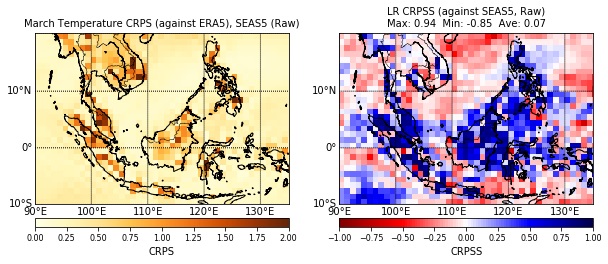 March Temperature CRPS (against ERA5), SEAS5 (Raw)
LR CRPSS (against SEAS5, Raw)
Max: 0.94  Min: -0.85  Ave: 0.07
10°N
0°
10°S
90°E 100°E 110°E 120°E 130°E
0.00 0.25 0.50 0.75 1.00 1.25 1.50 1.75 2.00
CRPS
10°N
0°
10°S
90°E 100°E 110°E 120°E 130°E
−1.00 −0.75 −0.50 −0.25 0.00 0.25 0.50 0.75 1.00
CRPSS